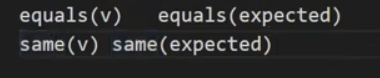 equals(v)   equals(expected)
same(v) same(expected)